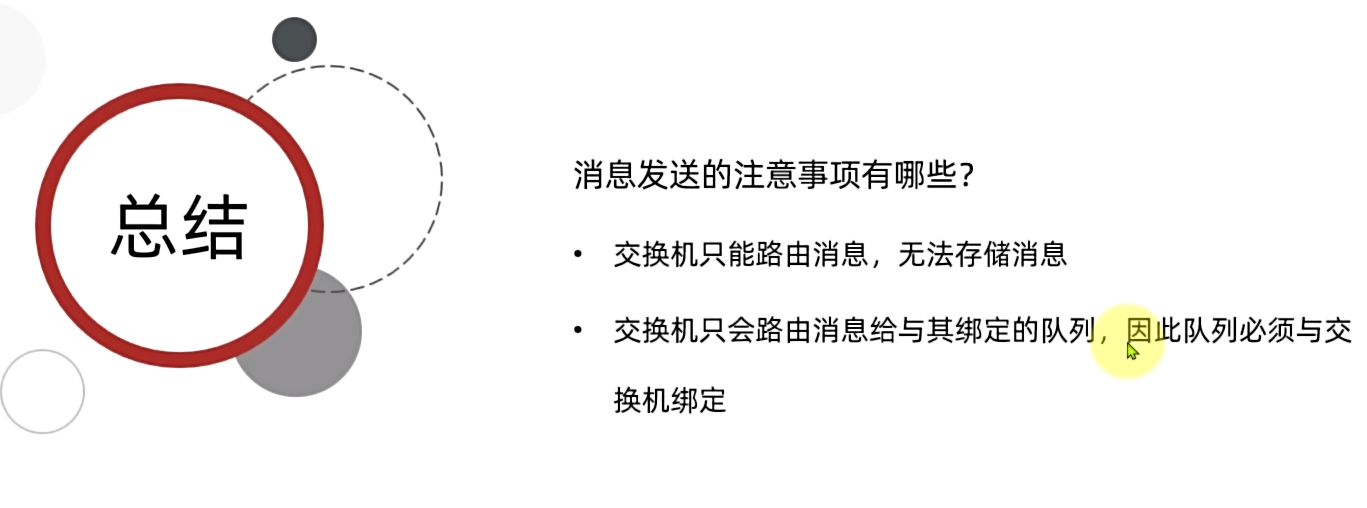 总结
消息发送的注意事项有哪些?
• 交换机只能路由消息，无法存储消息
• 交换机只会路由消息给与其绑定的队列，因此队列必须与交
换机绑定